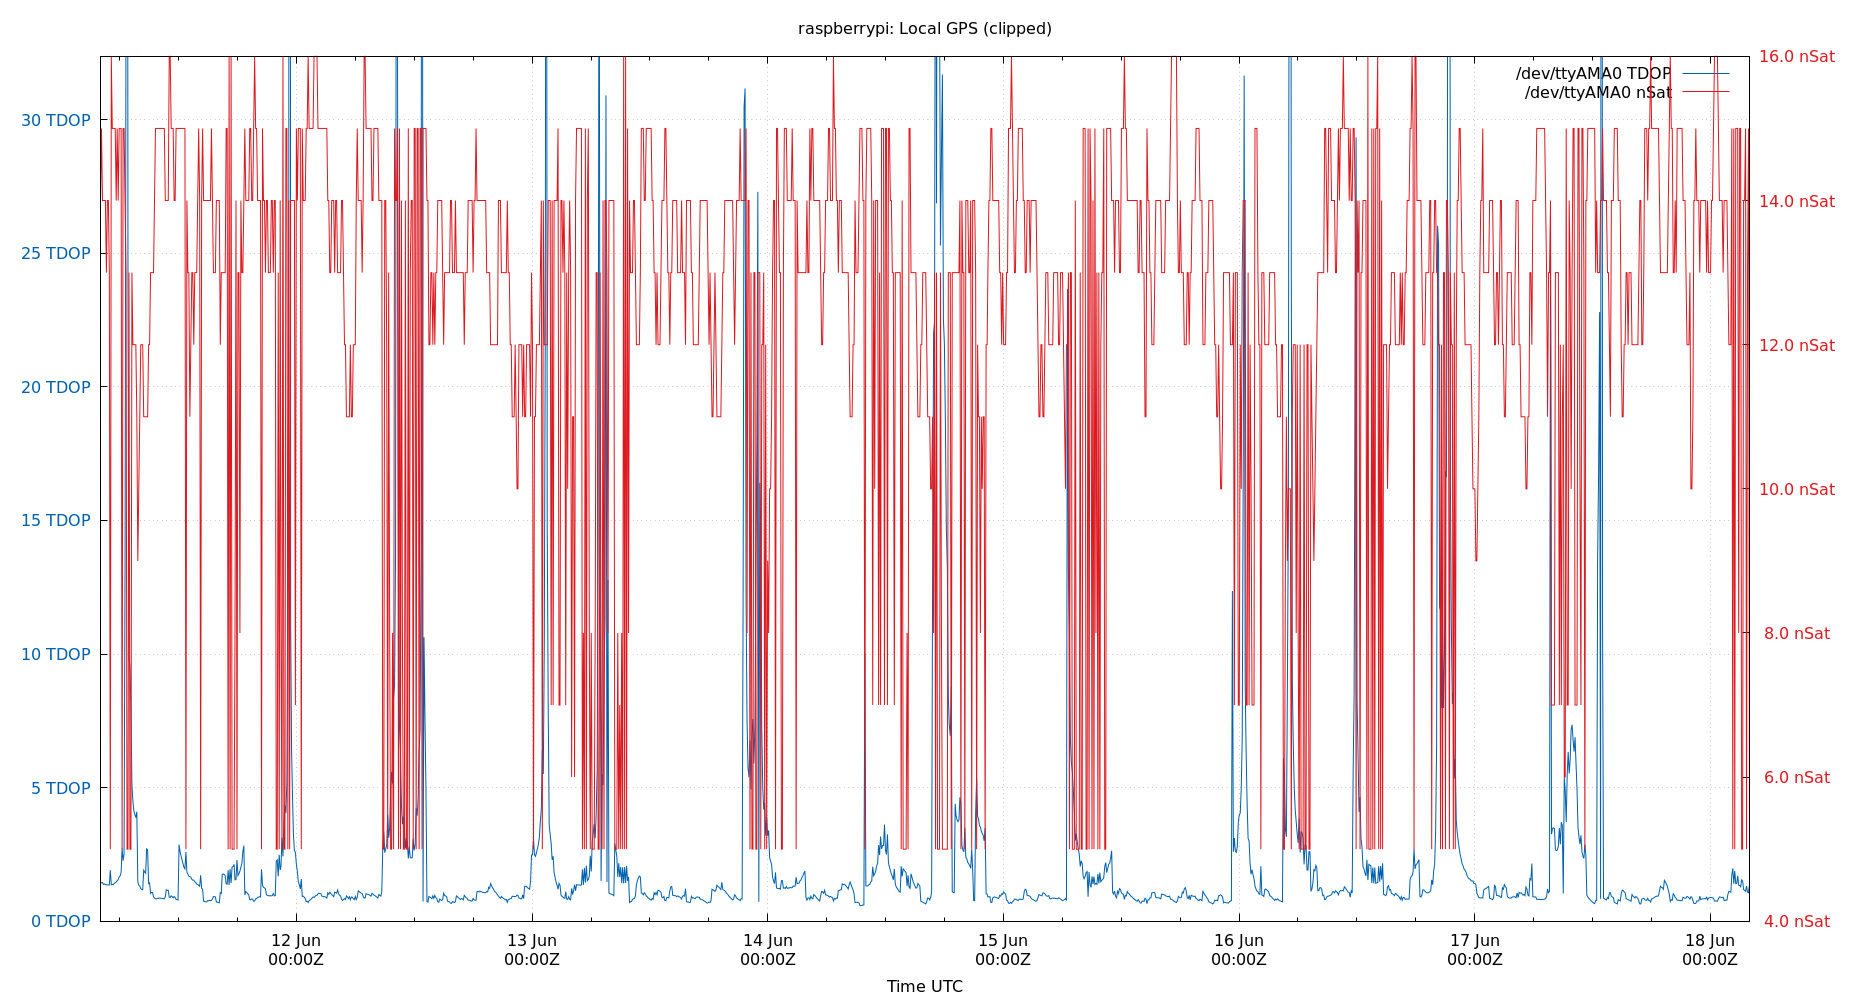 raspberrypi: Local GPS (clipped)
16.0 nSat
/dev/ttyAMA0 TDOP
/dev/ttyAMA0 nSat
30 TDOP
14.0 nSat
25 TDOP
12.0 nSat
20 TDOP
10.0 nSat
15 TDOP
8.0 nSat
10 TDOP
6.0 nSat
5 TDOP
0 TDOP
4.0 nSat
12 Jun 13 Jun 14 Jun 15 Jun 16 Jun 17 Jun 18 Jun
00:00Z 00:00Z 00:00Z 00:00Z 00:00Z 00:00Z 00:00Z
Time UTC